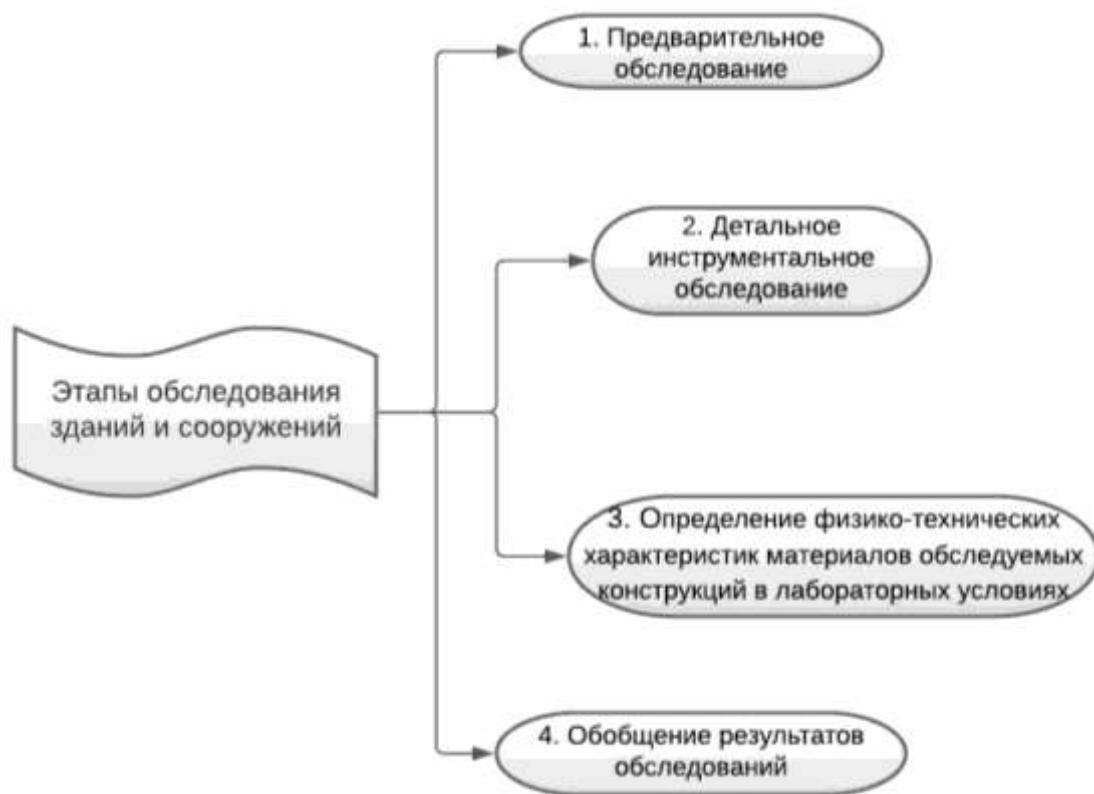 1. Предварительное
обследование
2. Детальное
инструментальное
обследование
Этапы обследования
зданий и сооружений
3. Определение физико-технических
характеристик материалов обследуемых
конструкций в лабораторных условиях
4. Обобщение результатов
обследований